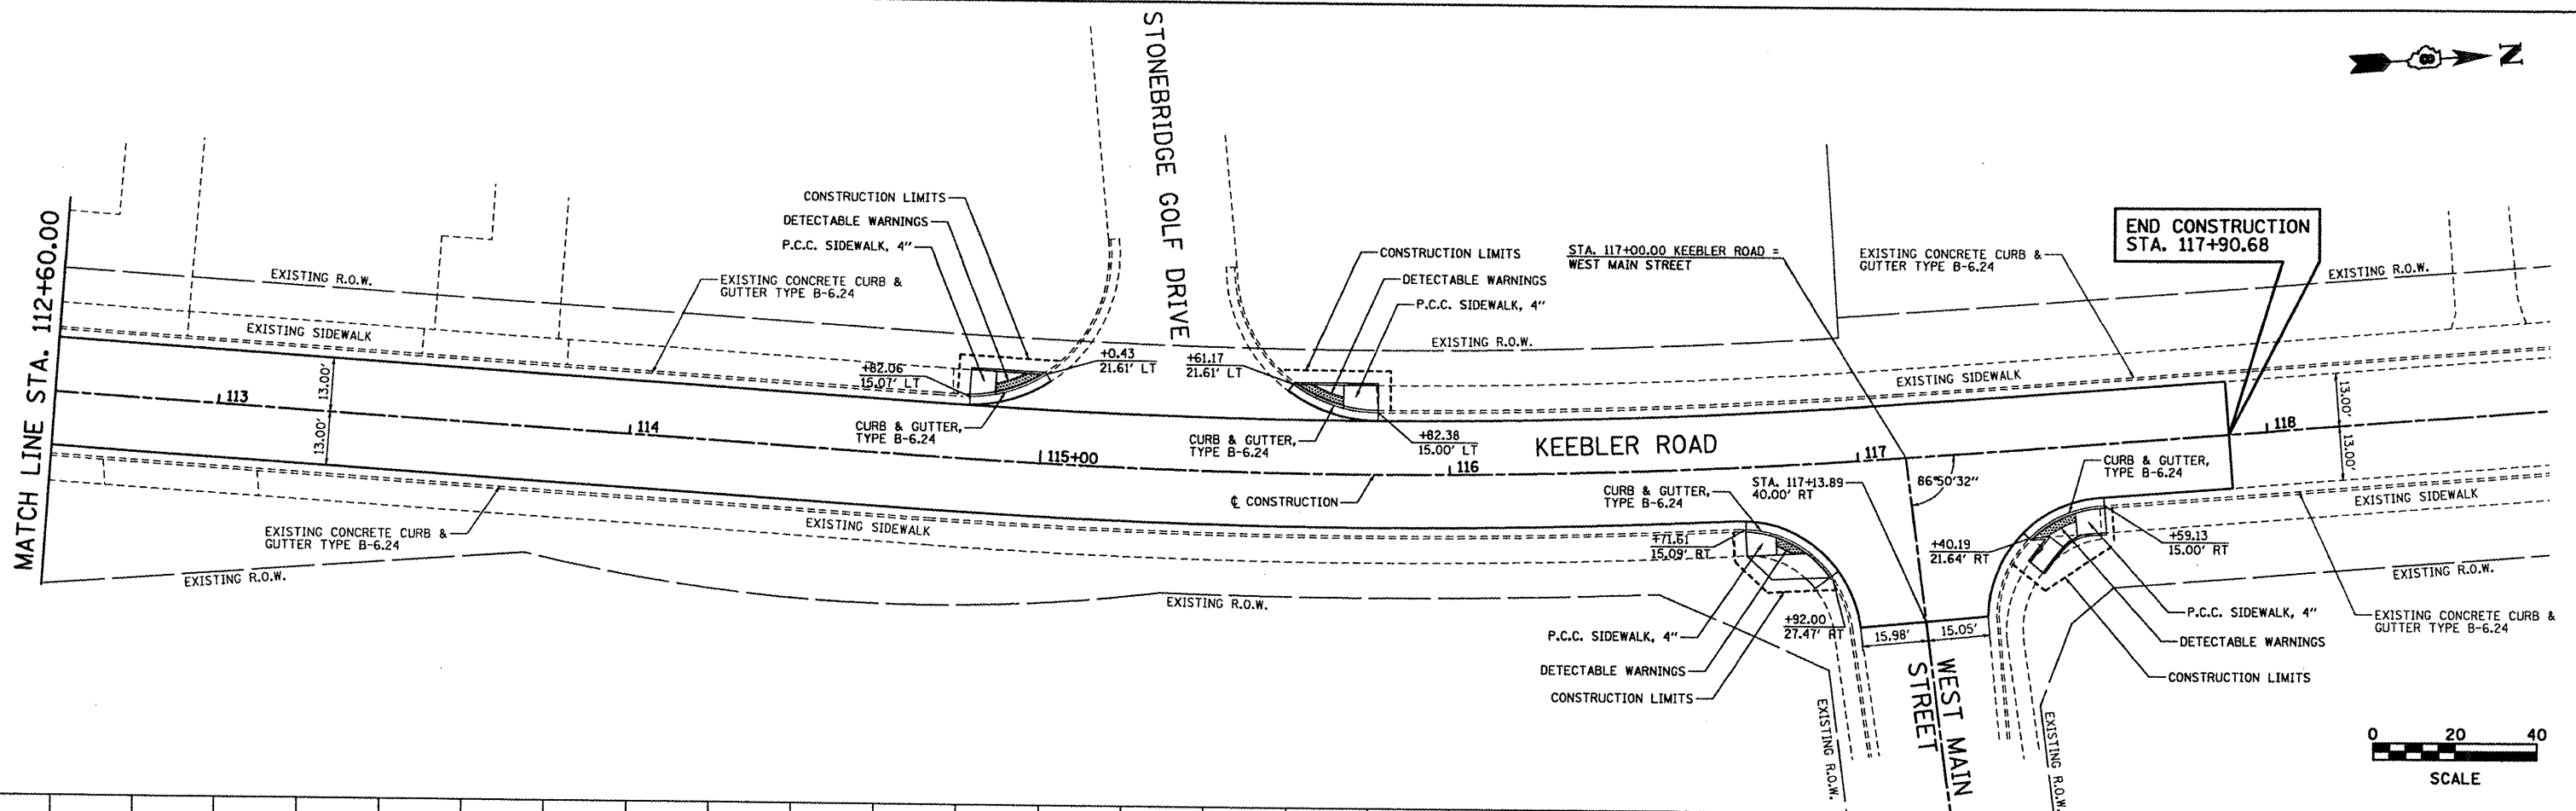 STONEBRIDGE GOLF DRIVE
N
CONSTRUCTION LIMITS
DETECTABLE WARNINGS
P.C.C. SIDEWALK, 4"
EXISTING CONCRETE CURB &
GUTTER TYPE B-6.24
EXISTING R.O.W.
EXISTING SIDEWALK
MATCH LINE STA. 112+60.00
113
13.00'
13.00'
114
+82.06
15.07' LT
+0.43
21.61' LT
CURB & GUTTER,
TYPE B-6.24
115+00
+61.17
21.61' LT
CONSTRUCTION LIMITS
DETECTABLE WARNINGS
P.C.C. SIDEWALK, 4"
EXISTING R.O.W.
CURB & GUTTER,
TYPE B-6.24
+82.38
15.00' LT
116
KEEBLER ROAD
STA. 117+00.00 KEEBLER ROAD =
WEST MAIN STREET
EXISTING CONCRETE CURB &
GUTTER TYPE B-6.24
END CONSTRUCTION
STA. 117+90.68
EXISTING R.O.W.
EXISTING SIDEWALK
117
118
13.00'
13.00'
℄ CONSTRUCTION
EXISTING CONCRETE CURB &
GUTTER TYPE B-6.24
EXISTING SIDEWALK
EXISTING R.O.W.
EXISTING R.O.W.
CURB & GUTTER,
TYPE B-6.24
STA. 117+13.89
40.00' RT
86°50'32"
CURB & GUTTER,
TYPE B-6.24
EXISTING SIDEWALK
+71.61
15.09' RT
+40.19
21.64' RT
+59.13
15.00' RT
EXISTING R.O.W.
+92.00
27.47' RT
15.98'
15.05'
P.C.C. SIDEWALK, 4"
DETECTABLE WARNINGS
CONSTRUCTION LIMITS
P.C.C. SIDEWALK, 4"
DETECTABLE WARNINGS
CONSTRUCTION LIMITS
EXISTING CONCRETE CURB &
GUTTER TYPE B-6.24
EXISTING R.O.W.
WEST MAIN
STREET
EXISTING R.O.W.
0 20 40
SCALE